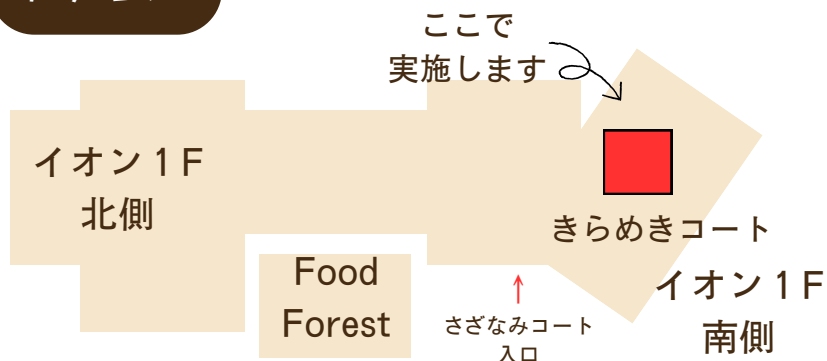 ここで
実施します
イオン1F
北側
きらめきコート
Food
Forest
さざなみコート
入口
イオン1F
南側